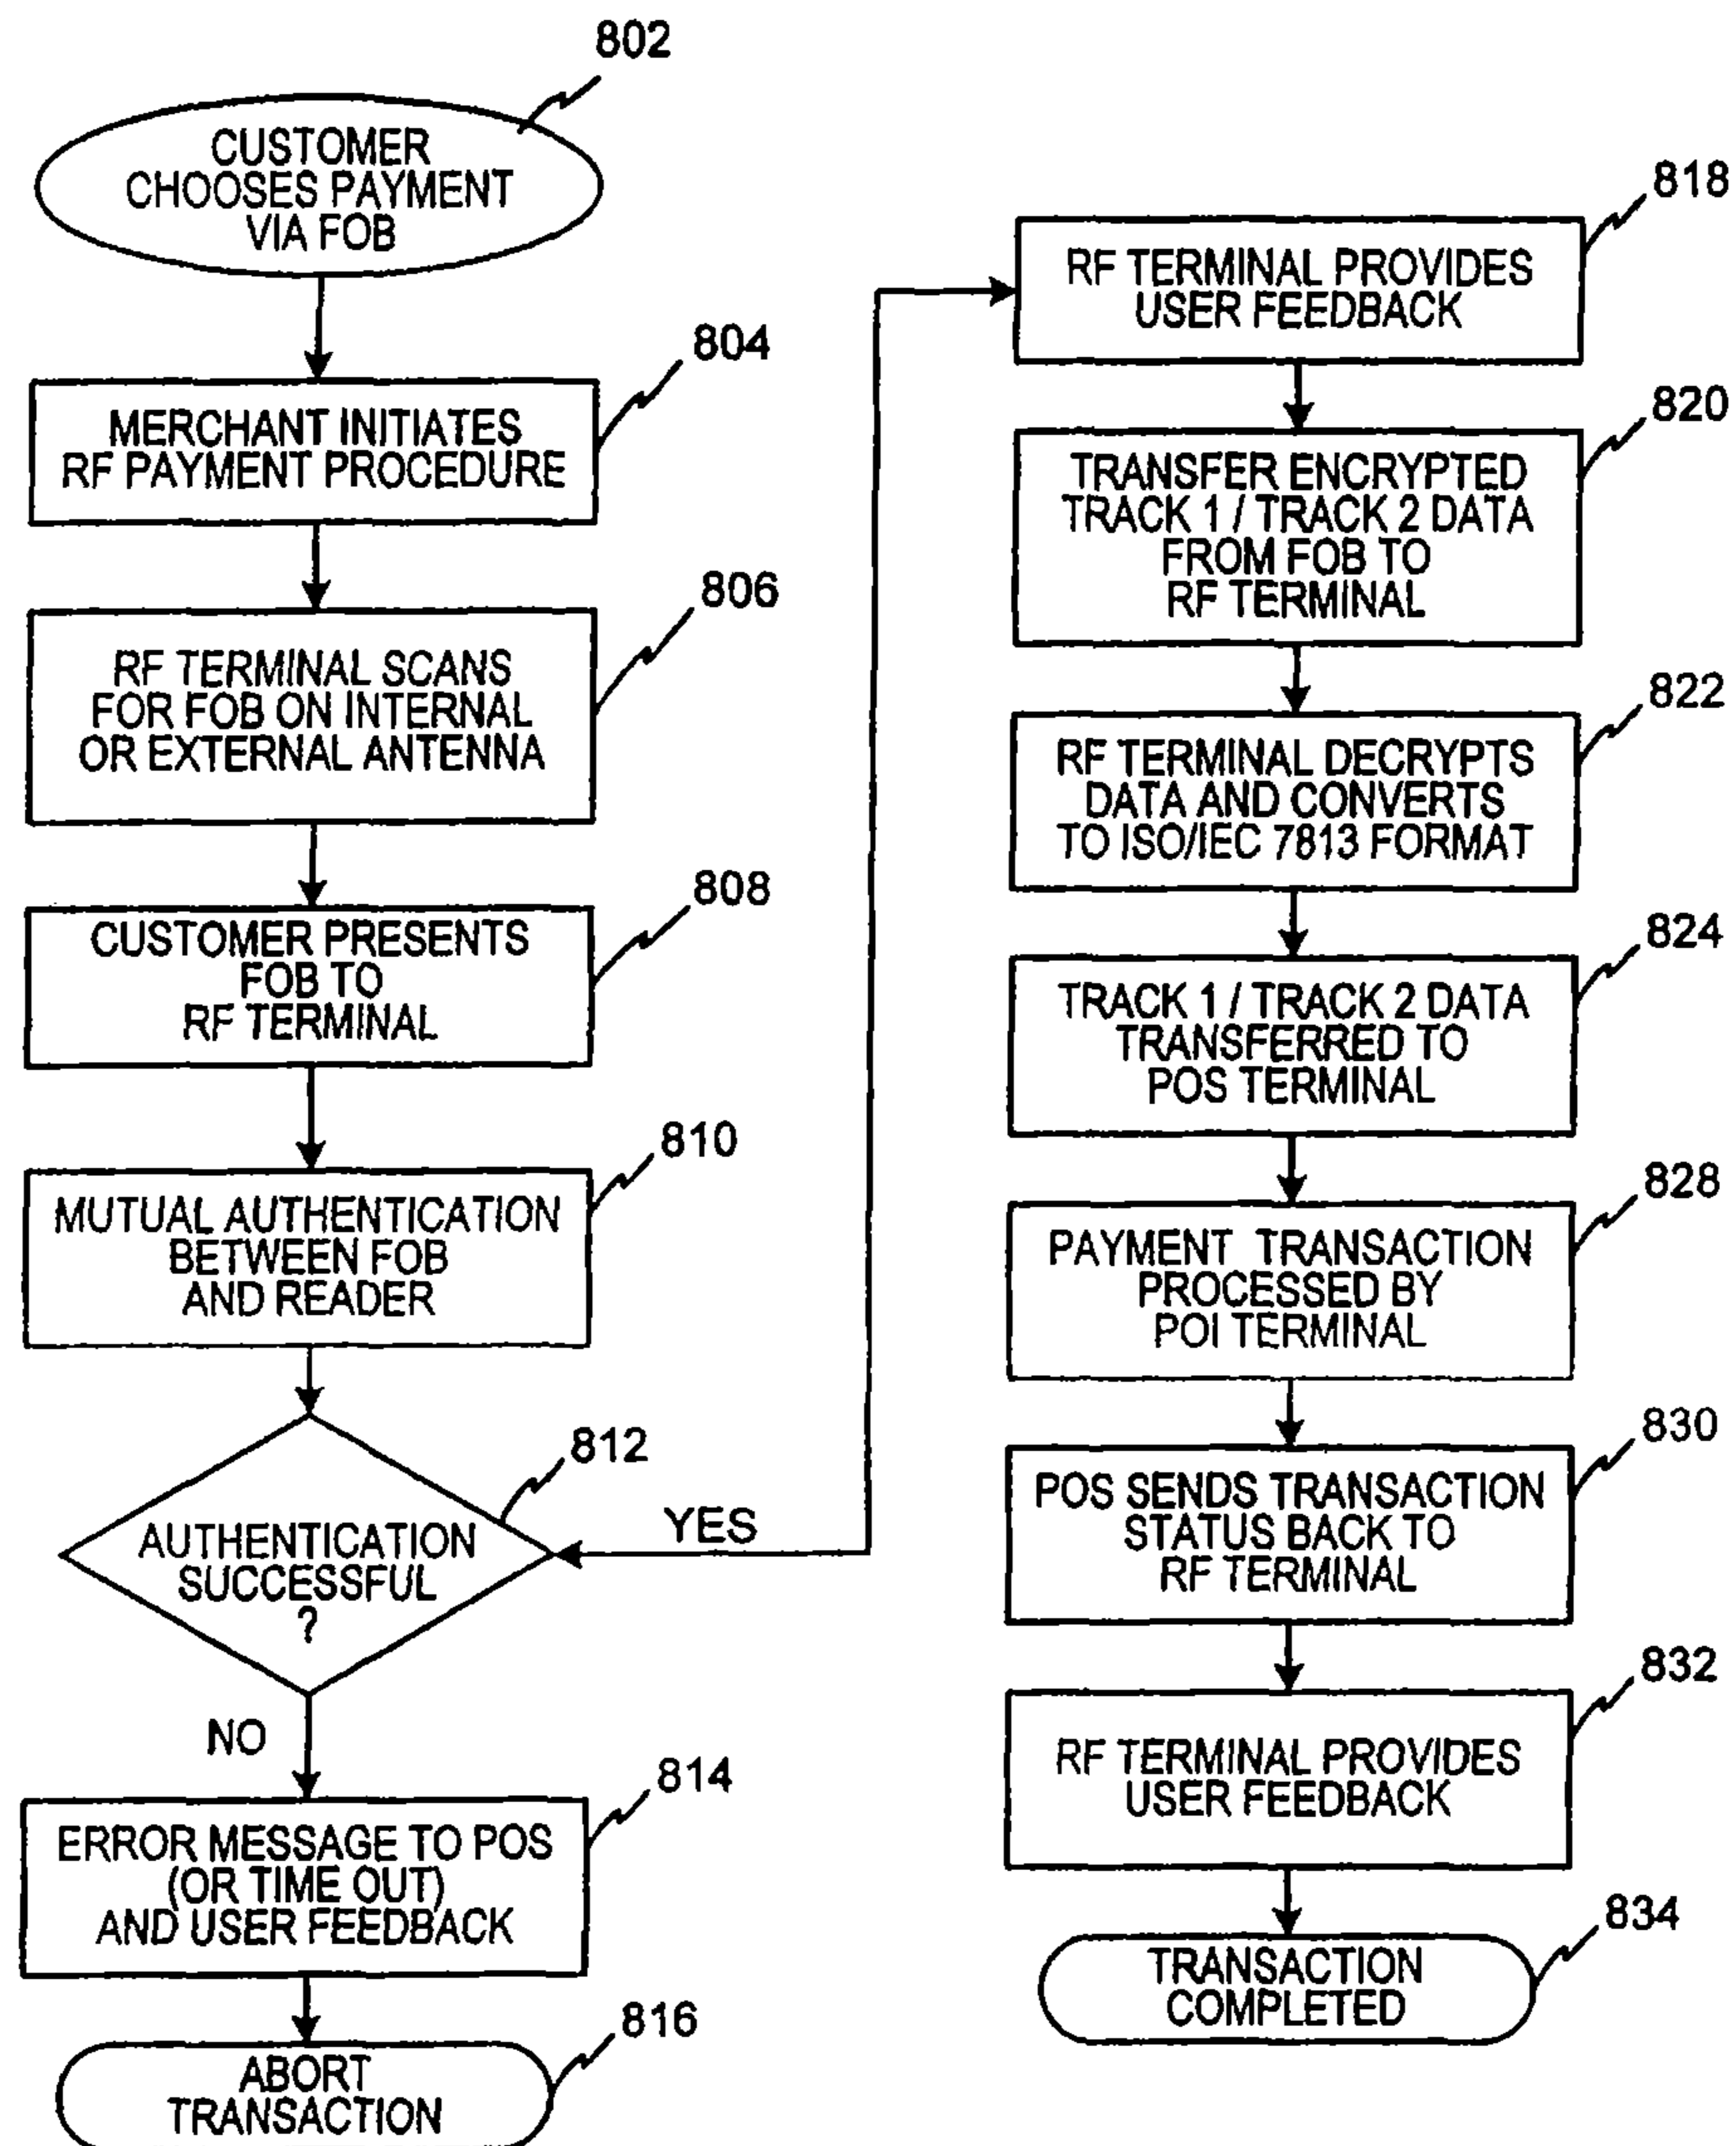 802
CUSTOMER
CHOOSES PAYMENT
VIA FOB
804
MERCHANT INITIATES
RF PAYMENT PROCEDURE
806
RF TERMINAL SCANS
FOR FOB ON INTERNAL
OR EXTERNAL ANTENNA
808
CUSTOMER PRESENTS
FOB TO
RF TERMINAL
810
MUTUAL AUTHENTICATION
BETWEEN FOB
AND READER
812
AUTHENTICATION
SUCCESSFUL
?
YES
NO
814
ERROR MESSAGE TO POS
(OR TIME OUT)
AND USER FEEDBACK
816
ABORT
TRANSACTION
818
RF TERMINAL PROVIDES
USER FEEDBACK
820
TRANSFER ENCRYPTED
TRACK 1 / TRACK 2 DATA
FROM FOB TO
RF TERMINAL
822
RF TERMINAL DECRYPTS
DATA AND CONVERTS
TO ISO/IEC 7813 FORMAT
824
TRACK 1 / TRACK 2 DATA
TRANSFERRED TO
POS TERMINAL
828
PAYMENT TRANSACTION
PROCESSED BY
POI TERMINAL
830
POS SENDS TRANSACTION
STATUS BACK TO
RF TERMINAL
832
RF TERMINAL PROVIDES
USER FEEDBACK
834
TRANSACTION
COMPLETED